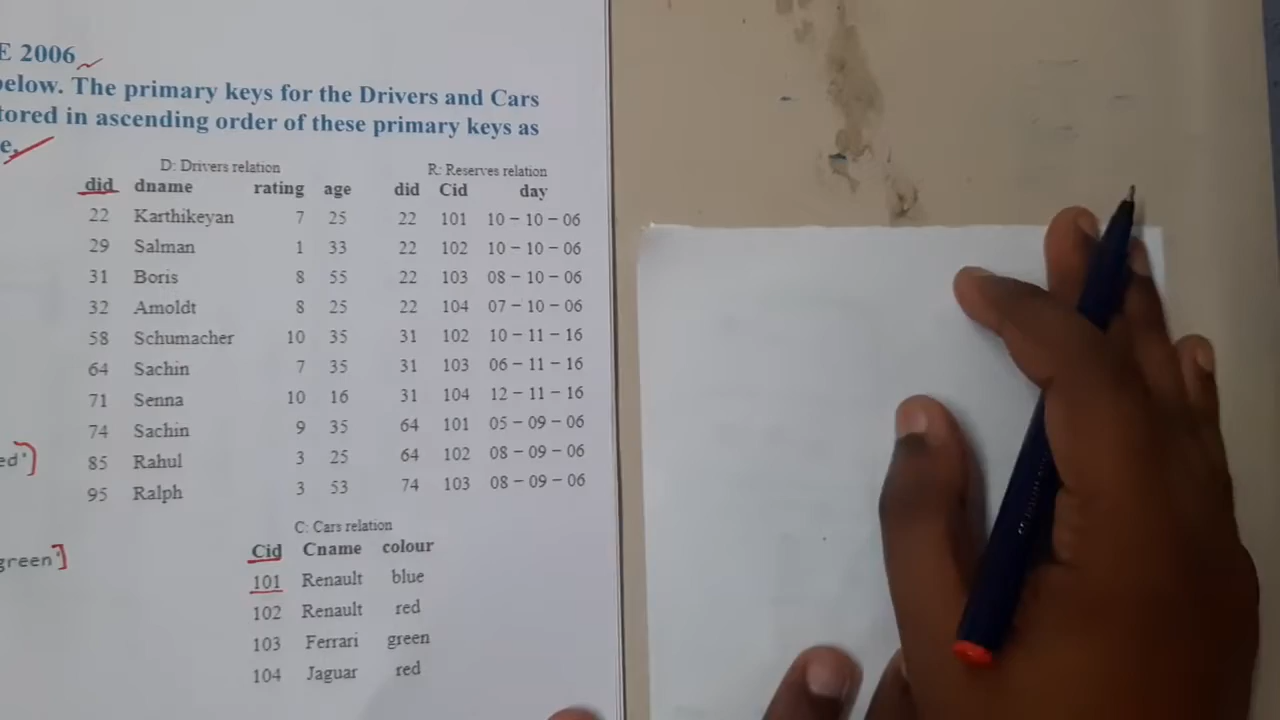 E 2006
below. The primary keys for the Drivers and Cars
tored in ascending order of these primary keys as
e,
D: Drivers relation
did dname rating age
22 Karthikeyan 7 25
29 Salman 1 33
31 Boris 8 55
32 Amoldt 8 25
58 Schumacher 10 35
64 Sachin 7 35
71 Senna 10 16
74 Sachin 9 35
85 Rahul 3 25
95 Ralph 3 53
R: Reserves relation
did Cid day
22 101 10 – 10 – 06
22 102 10 – 10 – 06
22 103 08 – 10 – 06
22 104 07 – 10 – 06
31 102 10 – 11 – 16
31 103 06 – 11 – 16
31 104 12 – 11 – 16
64 101 05 – 09 – 06
64 102 08 – 09 – 06
74 103 08 – 09 – 06
ed')
green')
C: Cars relation
Cid Cname colour
101 Renault blue
102 Renault red
103 Ferrari green
104 Jaguar red